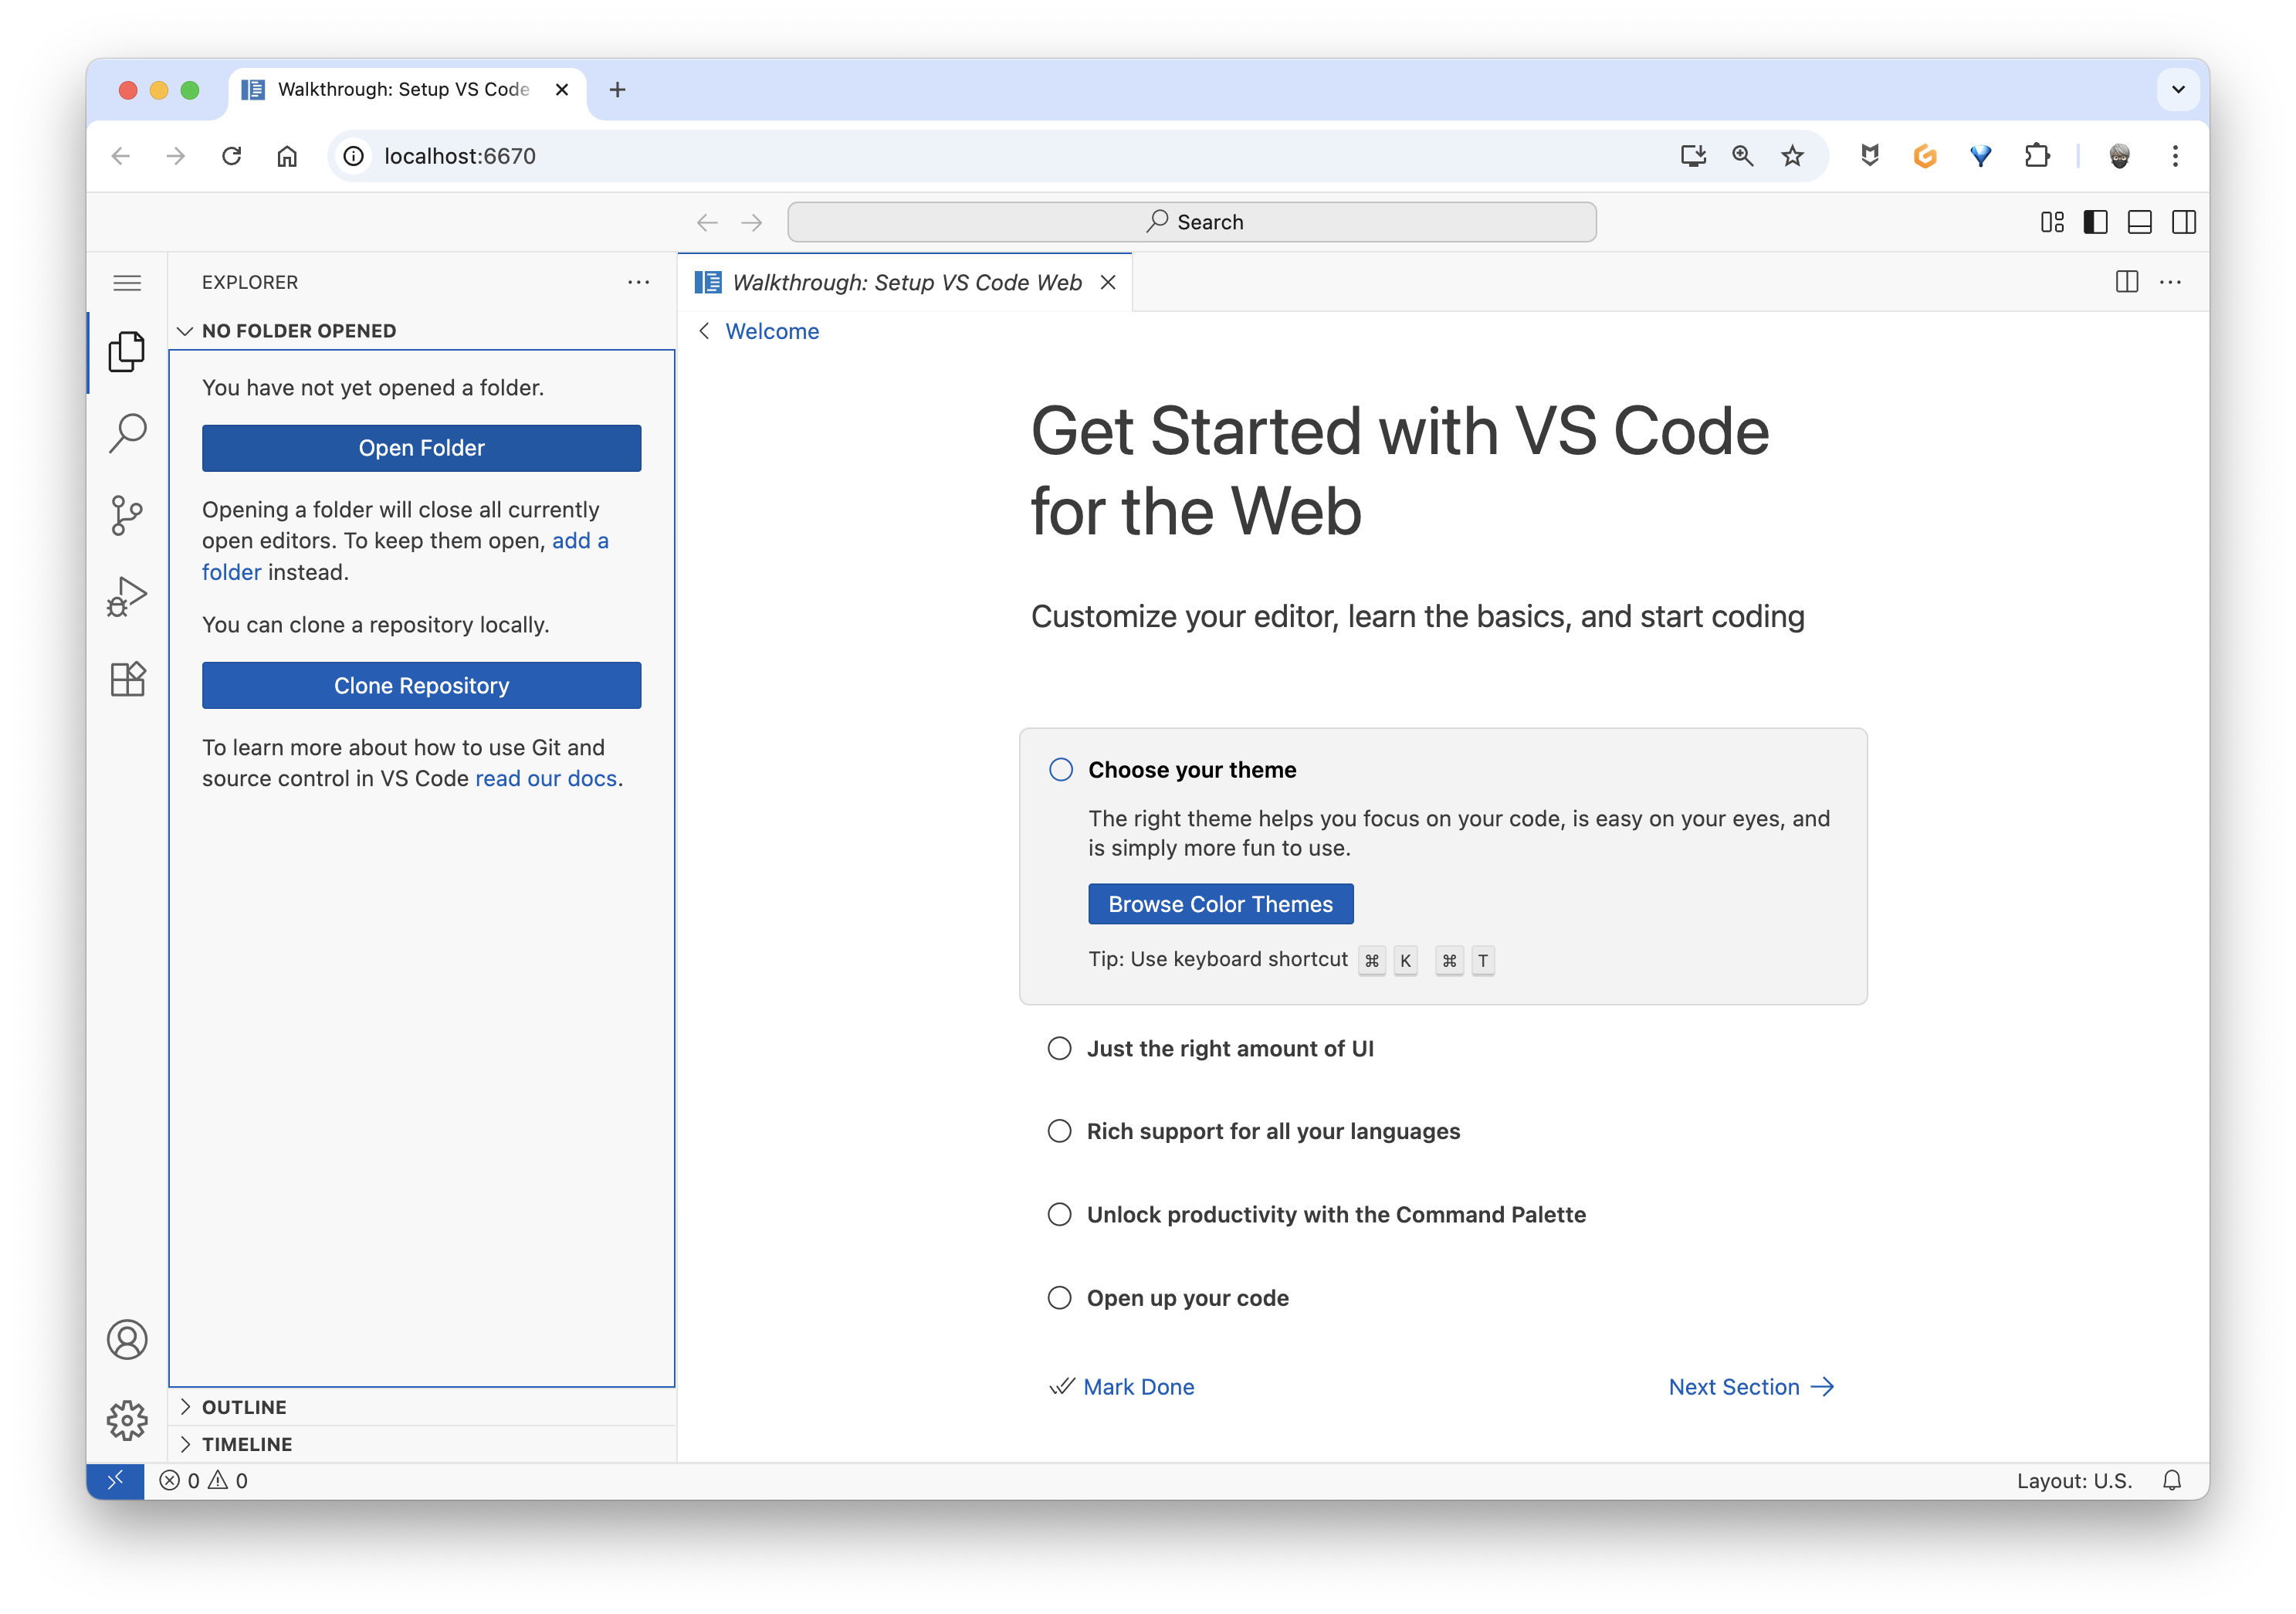 Walkthrough: Setup VS Code
localhost:6670
Search
EXPLORER
NO FOLDER OPENED
You have not yet opened a folder.
Open Folder
Opening a folder will close all currently
open editors. To keep them open, add a
folder instead.
You can clone a repository locally.
Clone Repository
To learn more about how to use Git and
source control in VS Code read our docs.
OUTLINE
TIMELINE
Walkthrough: Setup VS Code Web
Welcome
Get Started with VS Code
for the Web
Customize your editor, learn the basics, and start coding
Choose your theme
The right theme helps you focus on your code, is easy on your eyes, and
is simply more fun to use.
Browse Color Themes
Tip: Use keyboard shortcut ⌘ K ⌘ T
Just the right amount of UI
Rich support for all your languages
Unlock productivity with the Command Palette
Open up your code
Mark Done
Next Section
0 0
Layout: U.S.